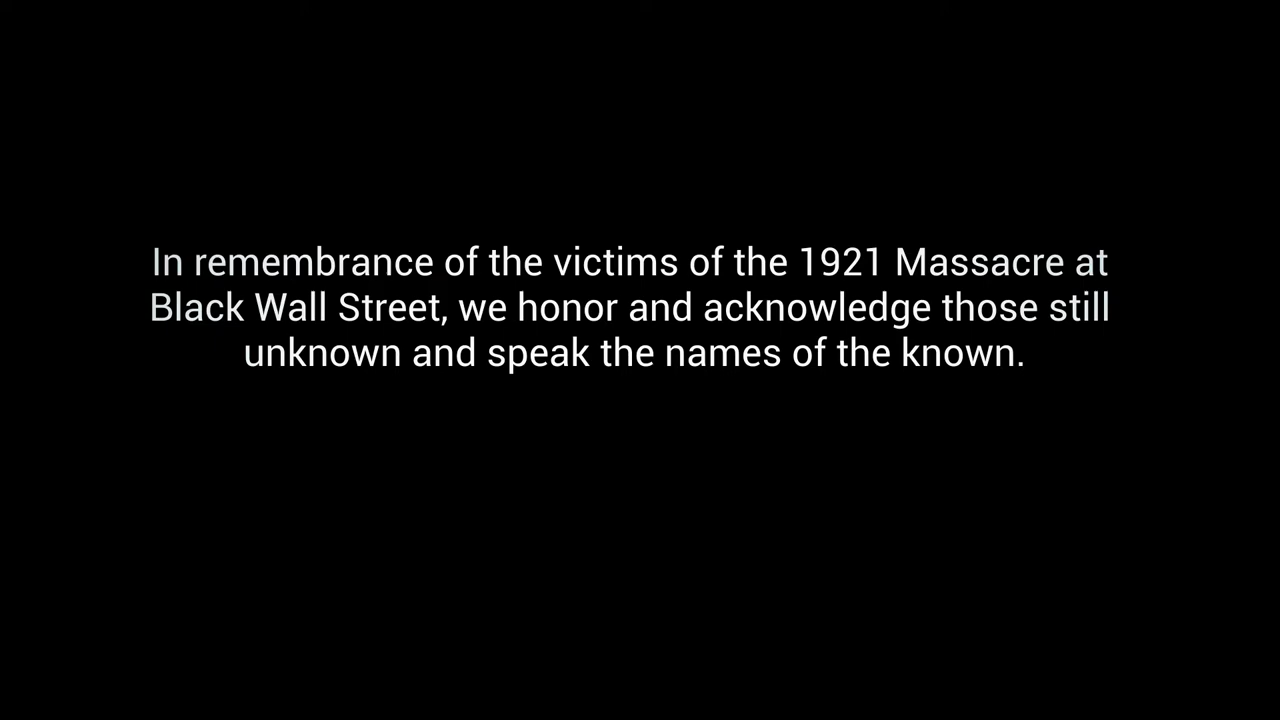 In remembrance of the victims of the 1921 Massacre at
Black Wall Street, we honor and acknowledge those still
unknown and speak the names of the known.